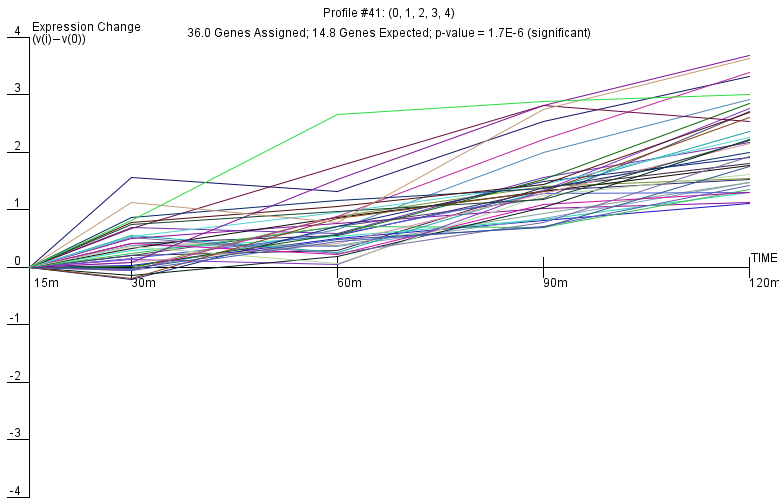 Profile #41: (0, 1, 2, 3, 4)
36.0 Genes Assigned; 14.8 Genes Expected; p-value = 1.7E-6 (significant)
Expression Change
(v(i)–v(0))
4
3
2
1
0
-1
-2
-3
-4
TIME
15m 30m 60m 90m 120m